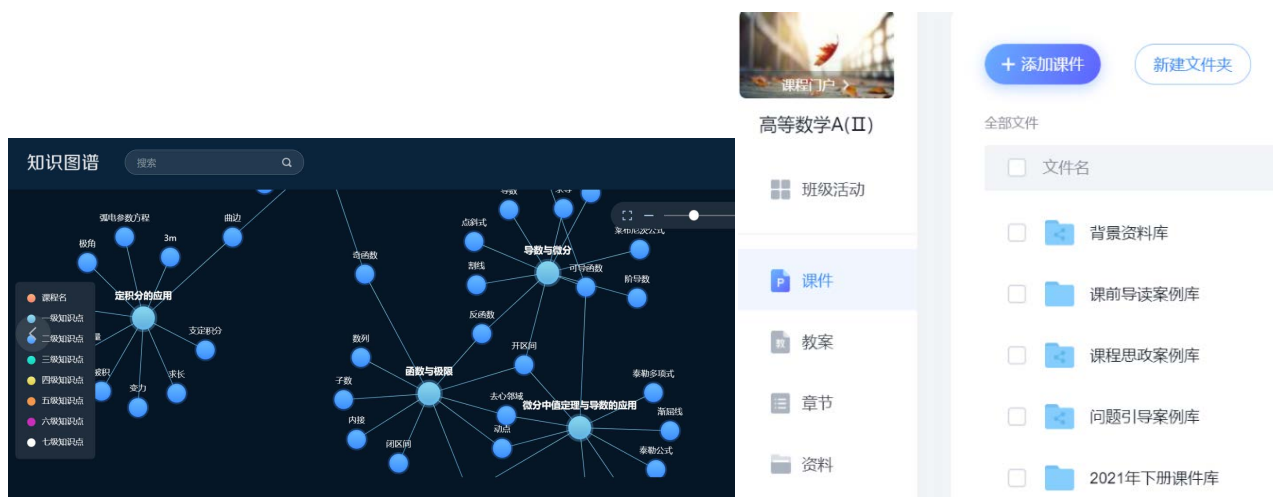 知识图谱
搜索
导数
点斜式
莱布尼茨公式
弧电参数方程
曲边
极角
3m
奇函数
导数与微分
割线
可导函数
阶导数
课程名
一级知识点
二级知识点
三级知识点
四级知识点
五级知识点
六级知识点
七级知识点
定积分的应用
支定积分
求长
变力
反函数
数列
开区间
函数与极限
子数
去心邻域
泰勒多项式
微分中值定理与导数的应用
渐屈线
内接
动点
闭区间
泰勒公式
课程门户
高等数学A(Ⅱ)
班级活动
课件
教案
章节
资料
+ 添加课件
新建文件夹
全部文件
文件名
背景资料库
课前导读案例库
课程思政案例库
问题引导案例库
2021年下册课件库